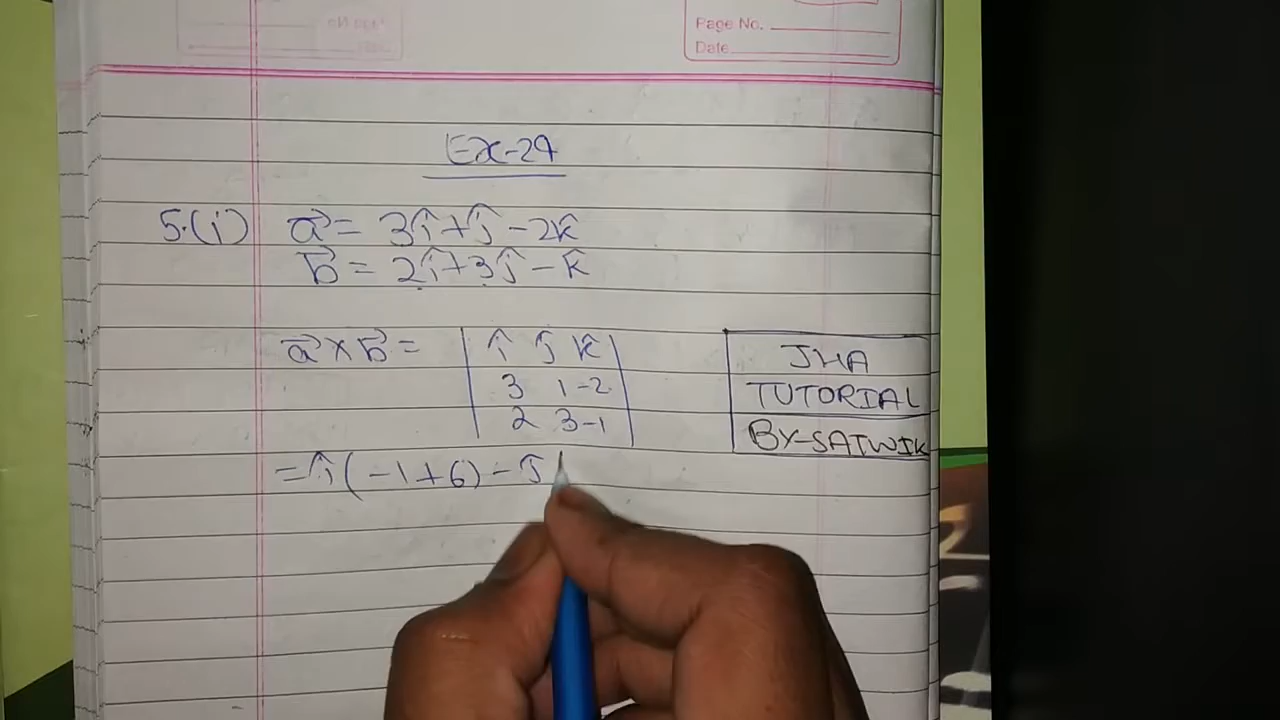 Page No.
Date
Ex-29
5.(i) a⃗ = 3î+ĵ-2k̂
b⃗ = 2î+3ĵ-k̂
a⃗×b⃗ = | î ĵ k̂ |
3 1 -2
2 3 -1
= î(-1+6)-ĵ(
JHA
TUTORIAL
BY-SATWIK